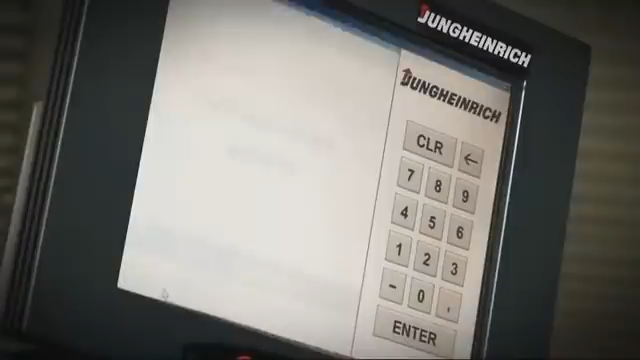 JUNGHEINRICH
JUNGHEINRICH
CLR ←
7 8 9
4 5 6
1 2 3
- 0 ,
ENTER